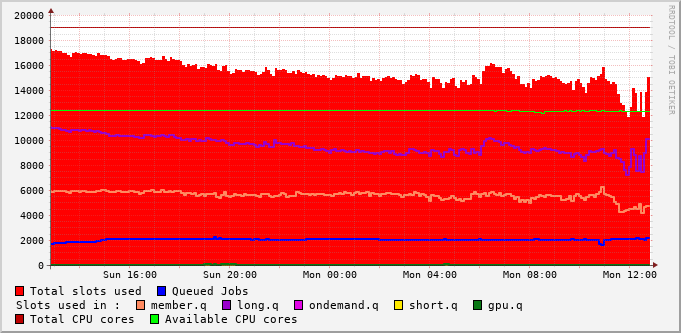 RRDTOOL / TOBI OETIKER
20000
18000
16000
14000
12000
10000
8000
6000
4000
2000
0
Sun 16:00 Sun 20:00 Mon 00:00 Mon 04:00 Mon 08:00 Mon 12:00
Total slots used Queued Jobs
Slots used in : member.q long.q ondemand.q short.q gpu.q
Total CPU cores Available CPU cores